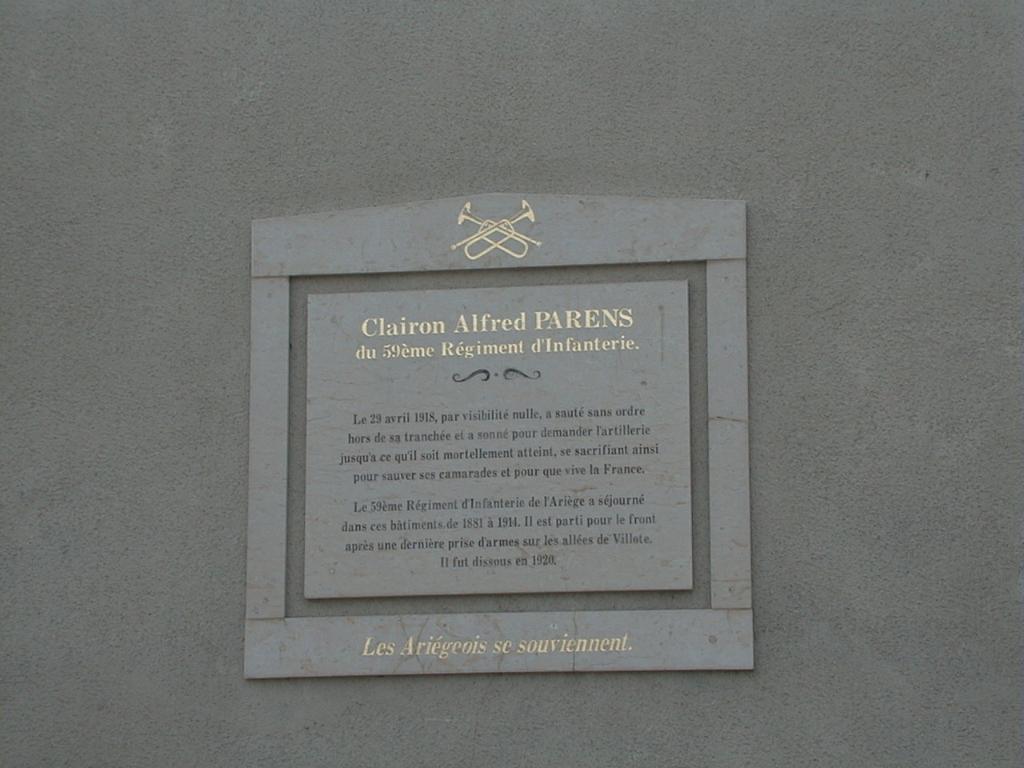 Clairon Alfred PARENS
du 59ème Régiment d'Infanterie.
Le 29 avril 1918, par visibilité nulle, a sauté sans ordre
hors de sa tranchée et a sonné pour demander l'artillerie
jusqu'a ce qu'il soit mortellement atteint, se sacrifiant ainsi
pour sauver ses camarades et pour que vive la France.
Le 59ème Régiment d'Infanterie de l'Ariège a séjourné
dans ces bâtiments de 1881 à 1914. Il est parti pour le front
après une dernière prise d'armes sur les allées de Villote.
Il fut dissous en 1920.
Les Ariégeois se souviennent.